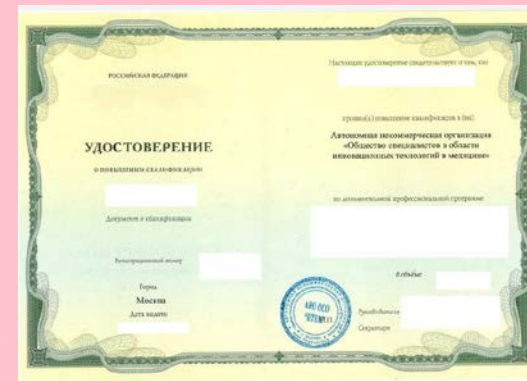 РОССИЙСКАЯ ФЕДЕРАЦИЯ
УДОСТОВЕРЕНИЕ
О ПОВЫШЕНИИ КВАЛИФИКАЦИИ
Документ о квалификации
Регистрационный номер
Город
Москва
Дата выдачи
Настоящее удостоверение свидетельствует о том, что
прошёл(а) повышение квалификации в (на)
Автономная некоммерческая организация
«Общество специалистов в области
инновационных технологий в медицине»
по дополнительной профессиональной программе
в объёме
Руководитель
Секретарь